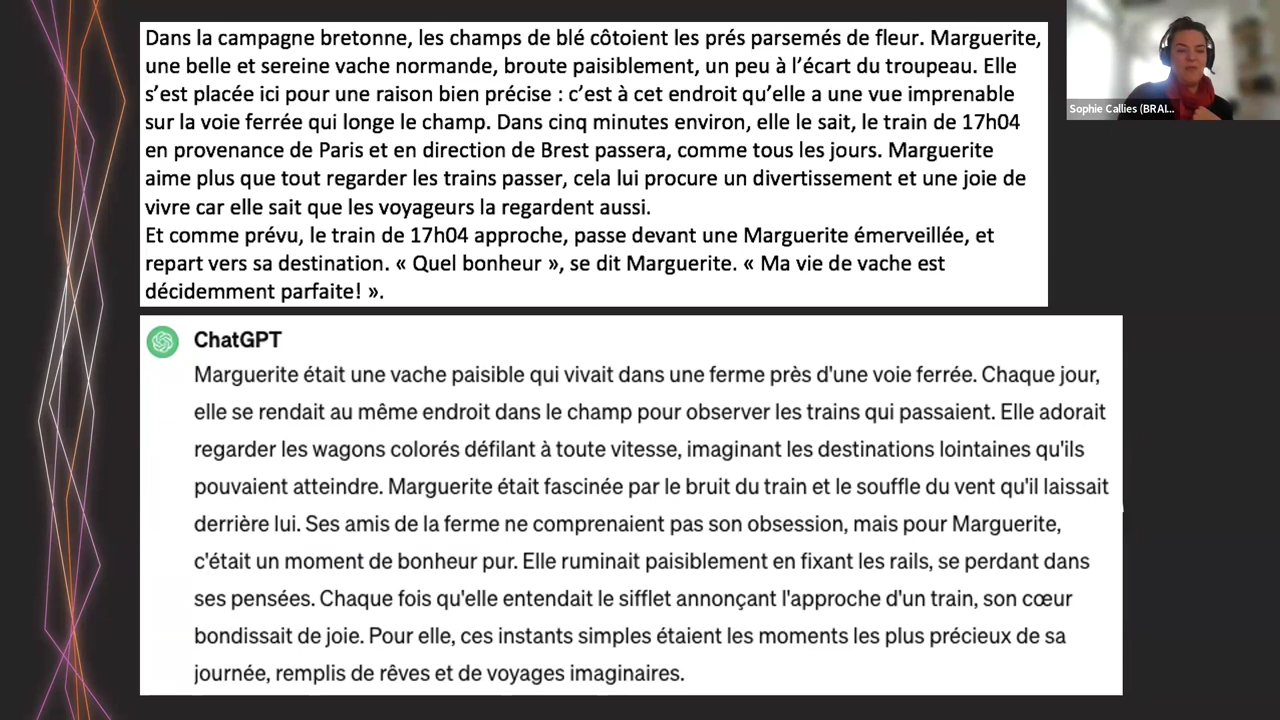 Dans la campagne bretonne, les champs de blé côtoient les prés parsemés de fleur. Marguerite,
une belle et sereine vache normande, broute paisiblement, un peu à l’écart du troupeau. Elle
s’est placée ici pour une raison bien précise : c’est à cet endroit qu’elle a une vue imprenable
sur la voie ferrée qui longe le champ. Dans cinq minutes environ, elle le sait, le train de 17h04
en provenance de Paris et en direction de Brest passera, comme tous les jours. Marguerite
aime plus que tout regarder les trains passer, cela lui procure un divertissement et une joie de
vivre car elle sait que les voyageurs la regardent aussi.
Et comme prévu, le train de 17h04 approche, passe devant une Marguerite émerveillée, et
repart vers sa destination. « Quel bonheur », se dit Marguerite. « Ma vie de vache est
décidemment parfaite! ».
Sophie Callies (BRAL...
ChatGPT
Marguerite était une vache paisible qui vivait dans une ferme près d'une voie ferrée. Chaque jour,
elle se rendait au même endroit dans le champ pour observer les trains qui passaient. Elle adorait
regarder les wagons colorés défilant à toute vitesse, imaginant les destinations lointaines qu'ils
pouvaient atteindre. Marguerite était fascinée par le bruit du train et le souffle du vent qu'il laissait
derrière lui. Ses amis de la ferme ne comprenaient pas son obsession, mais pour Marguerite,
c'était un moment de bonheur pur. Elle ruminait paisiblement en fixant les rails, se perdant dans
ses pensées. Chaque fois qu'elle entendait le sifflet annonçant l'approche d'un train, son cœur
bondissait de joie. Pour elle, ces instants simples étaient les moments les plus précieux de sa
journée, remplis de rêves et de voyages imaginaires.